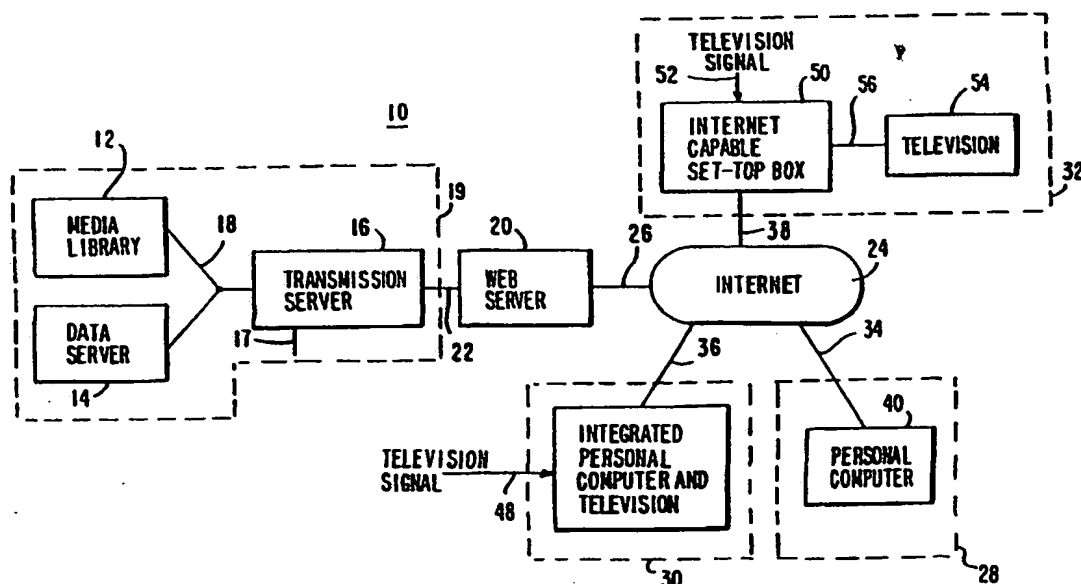 TELEVISION
SIGNAL
52
50
56
54
INTERNET
CAPABLE
SET-TOP BOX
TELEVISION
32
10
12
MEDIA
LIBRARY
18
19
16
TRANSMISSION
SERVER
17
20
WEB
SERVER
22
26
38
INTERNET
24
DATA
SERVER
14
36
34
INTEGRATED
PERSONAL
COMPUTER AND
TELEVISION
TELEVISION
SIGNAL
48
30
40
PERSONAL
COMPUTER
28